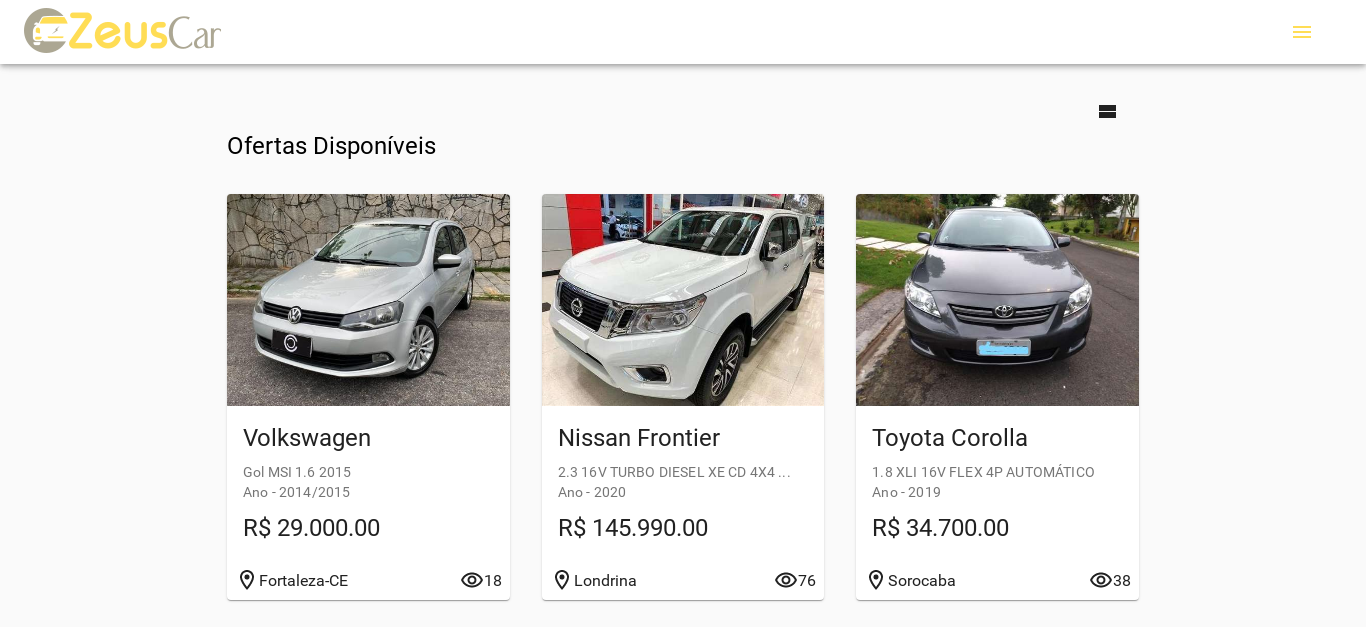 ZeusCar
Ofertas Disponíveis
Volkswagen
Gol MSI 1.6 2015
Ano - 2014/2015
R$ 29.000.00
Fortaleza-CE
18
Nissan Frontier
2.3 16V TURBO DIESEL XE CD 4X4 ...
Ano - 2020
R$ 145.990.00
Londrina
76
Toyota Corolla
1.8 XLI 16V FLEX 4P AUTOMÁTICO
Ano - 2019
R$ 34.700.00
Sorocaba
38